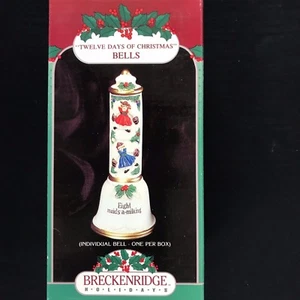 "TWELVE DAYS OF CHRISTMAS"
BELLS
Eight
maids a-milking
(INDIVIDUAL BELL - ONE PER BOX)
BRECKENRIDGE
HOLIDAYS